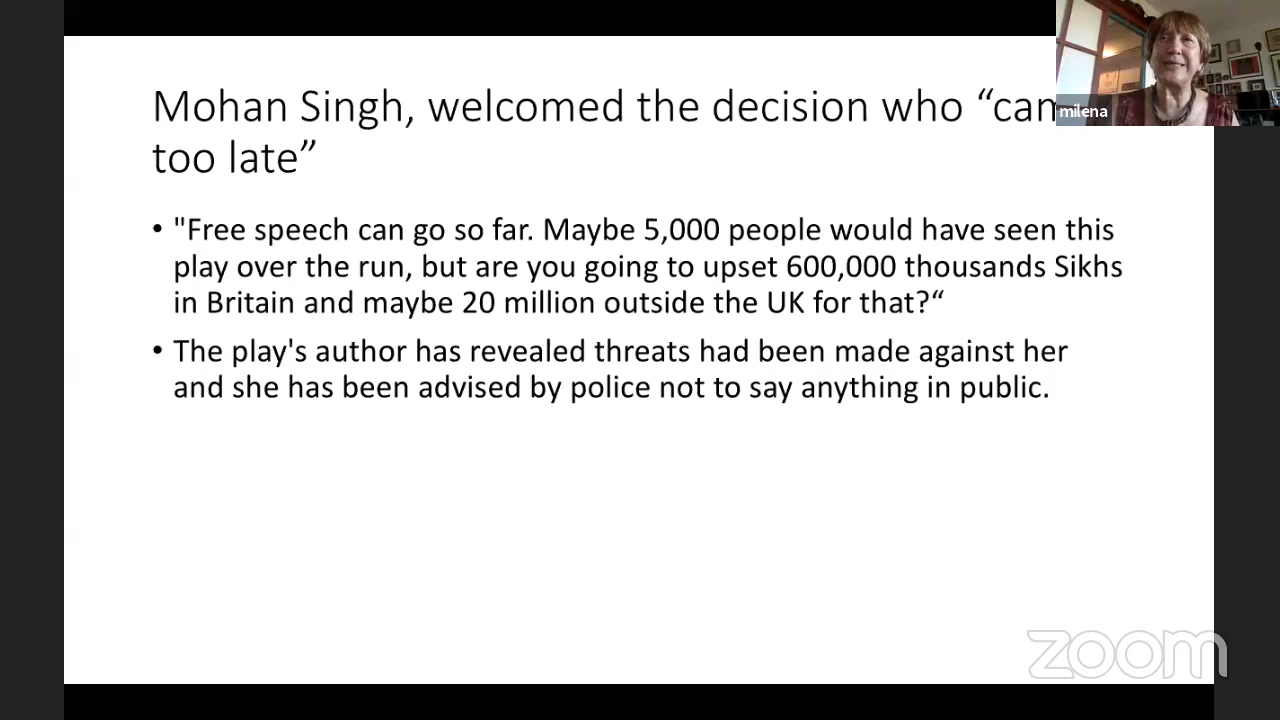 Mohan Singh, welcomed the decision who “can
too late”
milena
• "Free speech can go so far. Maybe 5,000 people would have seen this
play over the run, but are you going to upset 600,000 thousands Sikhs
in Britain and maybe 20 million outside the UK for that?“
• The play's author has revealed threats had been made against her
and she has been advised by police not to say anything in public.
zoom